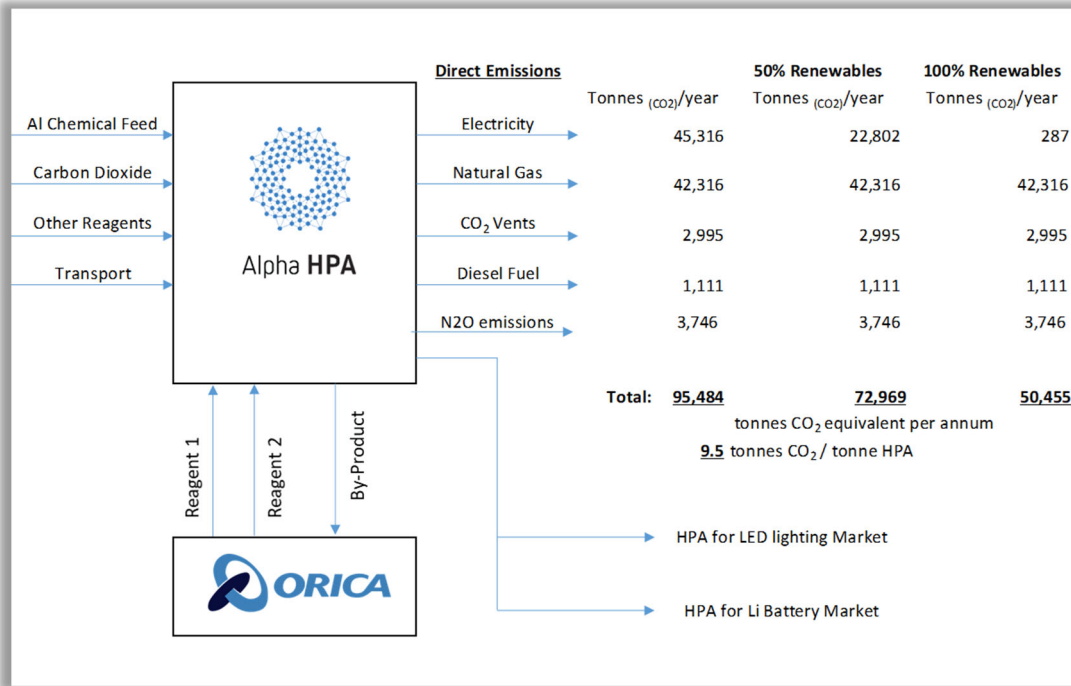 Direct Emissions
50% Renewables 100% Renewables
Tonnes (CO2)/year Tonnes (CO2)/year Tonnes (CO2)/year
Al Chemical Feed Electricity 45,316 22,802 287
Carbon Dioxide Natural Gas 42,316 42,316 42,316
Other Reagents CO₂ Vents 2,995 2,995 2,995
Transport Diesel Fuel 1,111 1,111 1,111
N2O emissions 3,746 3,746 3,746
Alpha HPA
Total: 95,484 72,969 50,455
tonnes CO₂ equivalent per annum
9.5 tonnes CO₂ / tonne HPA
Reagent 1
Reagent 2
By-Product
HPA for LED lighting Market
ORICA
HPA for Li Battery Market